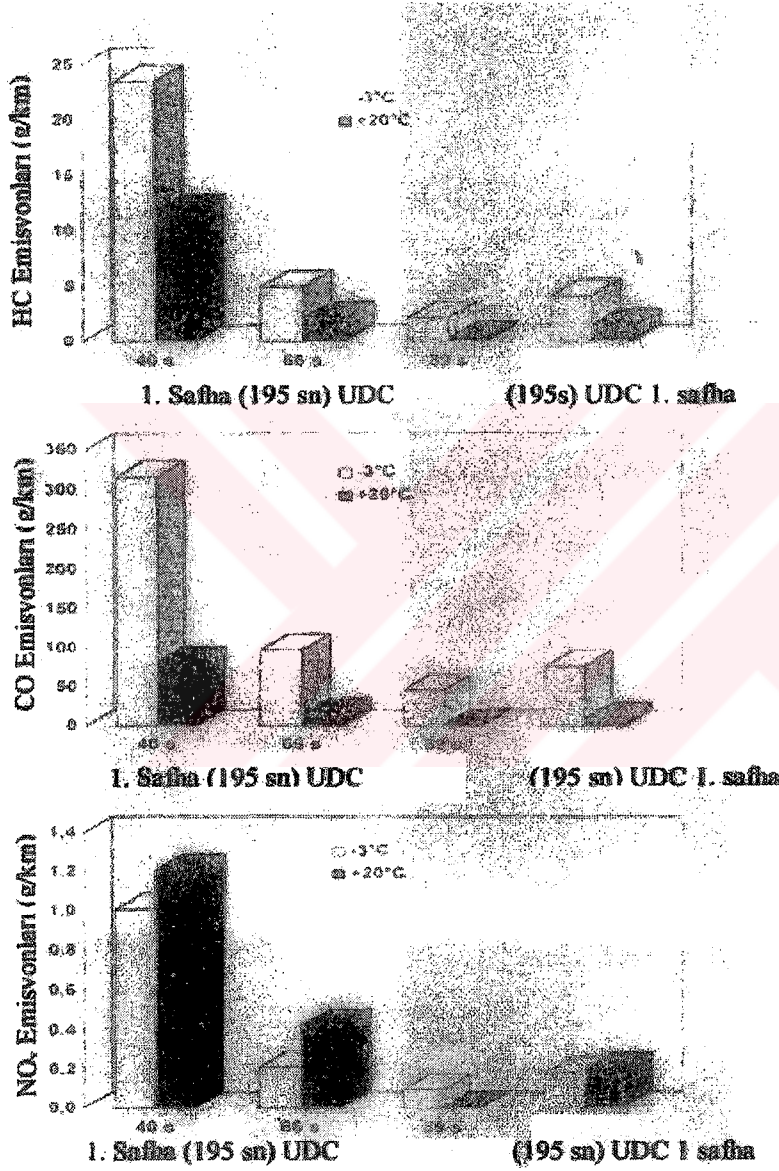 HC Emisyonları (g/km)
25
20
15
10
5
0
-3°C
+20°C
40 s
66 s
1. Safha (195 sn) UDC
(195s) UDC 1. safha
CO Emisyonları (g/km)
350
300
250
200
150
100
50
0
-3°C
+20°C
40 s
66 s
1. Safha (195 sn) UDC
(195 sn) UDC 1. safha
NOx Emisyonları (g/km)
1,4
1,2
1,0
0,8
0,6
0,4
0,2
0,0
-3°C
+20°C
40 s
66 s
1. Safha (195 sn) UDC
(195 sn) UDC 1 safha